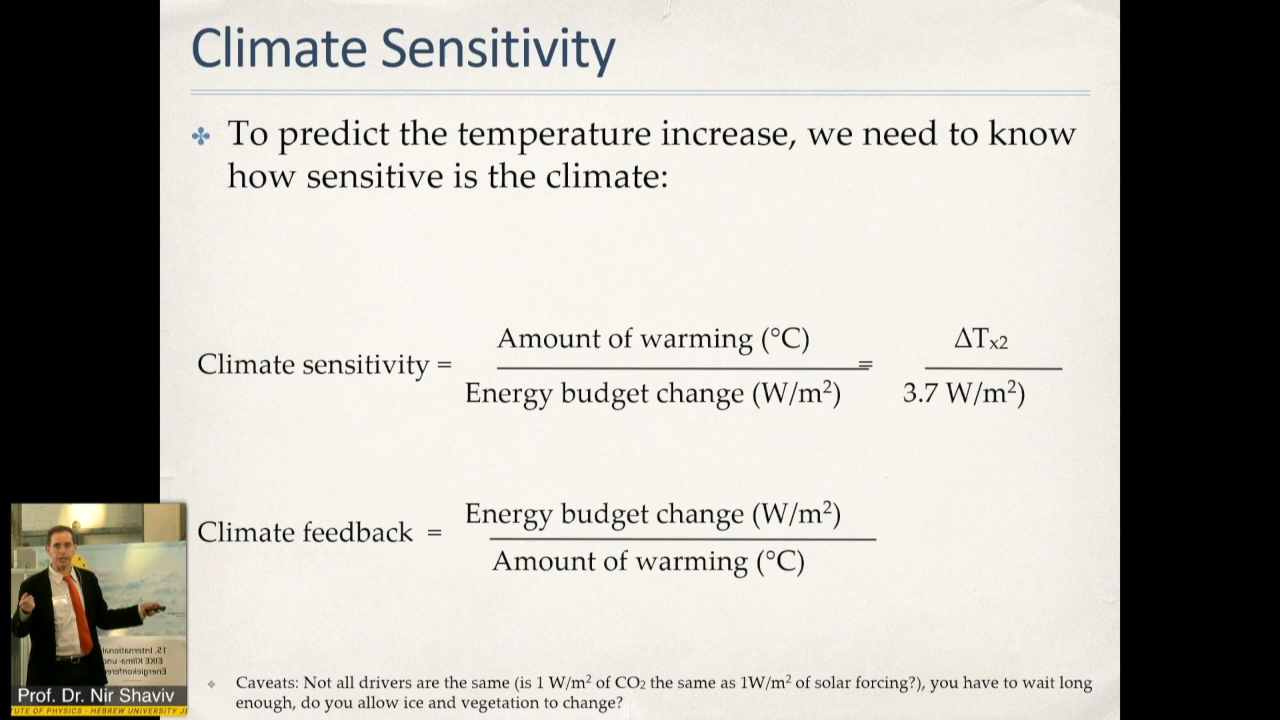 Climate Sensitivity
To predict the temperature increase, we need to know
how sensitive is the climate:
Climate sensitivity =
Amount of warming (°C)
Energy budget change (W/m²)
=
ΔTx2
3.7 W/m²)
Climate feedback =
Energy budget change (W/m²)
Amount of warming (°C)
Caveats: Not all drivers are the same (is 1 W/m² of CO₂ the same as 1W/m² of solar forcing?), you have to wait long
enough, do you allow ice and vegetation to change?
Prof. Dr. Nir Shaviv
OF PHYSICS - HEBREW UNIVERSITY